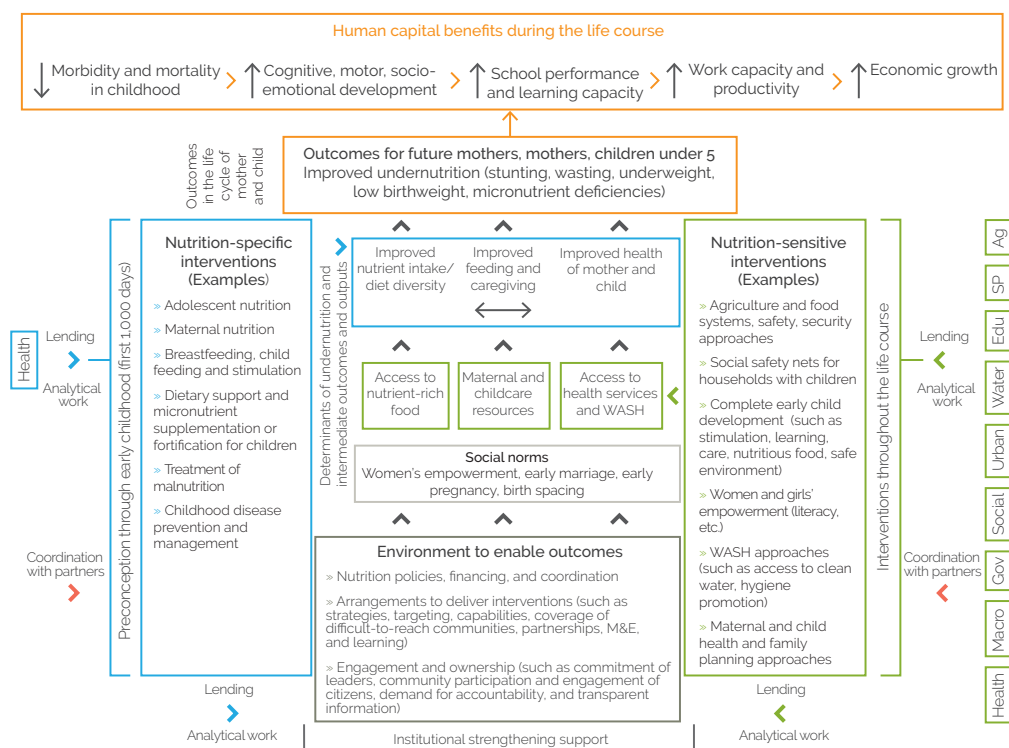 Human capital benefits during the life course
Morbidity and mortality
in childhood
Cognitive, motor, socio-
emotional development
School performance
and learning capacity
Work capacity and
productivity
Economic growth
Outcomes
in the life
cycle of
mother
and child
Outcomes for future mothers, mothers, children under 5
Improved undernutrition (stunting, wasting, underweight,
low birthweight, micronutrient deficiencies)
Health
Lending
Analytical work
Coordination
with partners
Preconception through early childhood (first 1,000 days)
Nutrition-specific
interventions
(Examples)
» Adolescent nutrition
» Maternal nutrition
» Breastfeeding, child
feeding and stimulation
» Dietary support and
micronutrient
supplementation or
fortification for children
» Treatment of
malnutrition
» Childhood disease
prevention and
management
Lending
Analytical work
Determinants of undernutrition and
intermediate outcomes and outputs
Improved
nutrient intake/
diet diversity
Improved
feeding and
caregiving
Improved health
of mother and
child
Access to
nutrient-rich
food
Maternal and
childcare
resources
Access to
health services
and WASH
Social norms
Women's empowerment, early marriage, early
pregnancy, birth spacing
Environment to enable outcomes
» Nutrition policies, financing, and coordination
» Arrangements to deliver interventions (such as
strategies, targeting, capabilities, coverage of
difficult-to-reach communities, partnerships, M&E,
and learning)
» Engagement and ownership (such as commitment of
leaders, community participation and engagement of
citizens, demand for accountability, and transparent
information)
Institutional strengthening support
Nutrition-sensitive
interventions
(Examples)
» Agriculture and food
systems, safety, security
approaches
» Social safety nets for
households with children
» Complete early child
development (such as
stimulation, learning,
care, nutritious food, safe
environment)
» Women and girls'
empowerment (literacy,
etc.)
» WASH approaches
(such as access to clean
water, hygiene
promotion)
» Maternal and child
health and family
planning approaches
Lending
Analytical work
Interventions throughout the life course
Lending
Analytical work
Coordination
with partners
Ag
SP
Edu
Water
Urban
Social
Gov
Macro
Health